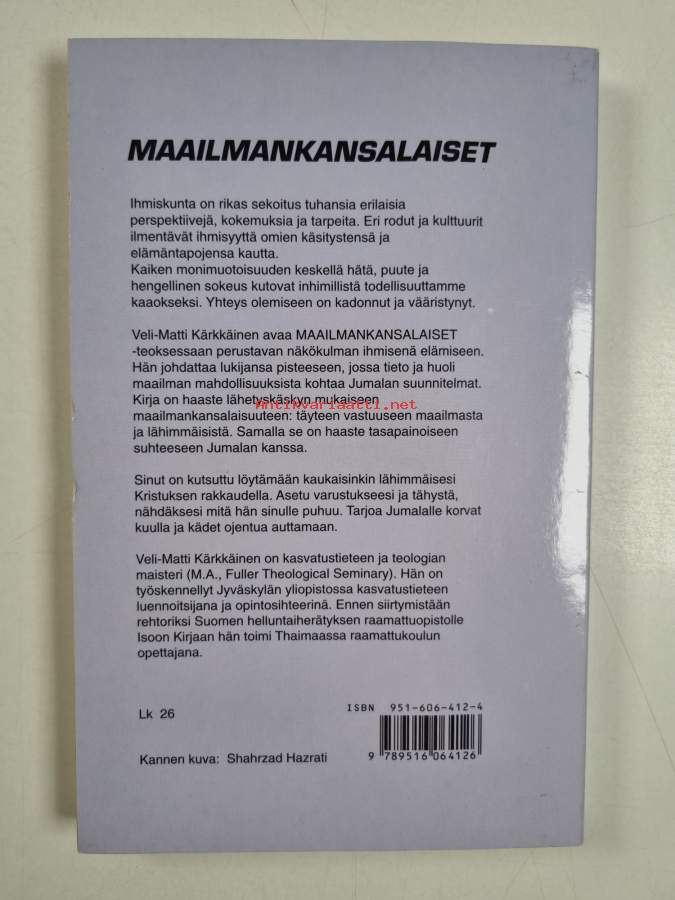 MAAILMANKANSALAISET
Ihmiskunta on rikas sekoitus tuhansia erilaisia
perspektiivejä, kokemuksia ja tarpeita. Eri rodut ja kulttuurit
ilmentävät ihmisyyttä omien käsitystensä ja
elämäntapojensa kautta.
Kaiken monimuotoisuuden keskellä hätä, puute ja
hengellinen sokeus kutovat inhimillistä todellisuuttamme
kaaokseksi. Yhteys olemiseen on kadonnut ja vääristynyt.
Veli-Matti Kärkkäinen avaa MAAILMANKANSALAISET
-teoksessaan perustavan näkökulman ihmisenä elämiseen.
Hän johdattaa lukijansa pisteeseen, jossa tieto ja huoli
maailman mahdollisuuksista kohtaa Jumalan suunnitelmat.
Kirja on haaste lähetyskäskyn mukaiseen
Antikvariaatti.net
maailmankansalaisuuteen: täyteen vastuuseen maailmasta
ja lähimmäisistä. Samalla se on haaste tasapainoiseen
suhteeseen Jumalan kanssa.
Sinut on kutsuttu löytämään kaukaisinkin lähimmäisesi
Kristuksen rakkaudella. Asetu varustukseesi ja tähystä,
nähdäksesi mitä hän sinulle puhuu. Tarjoa Jumalalle korvat
kuulla ja kädet ojentua auttamaan.
Veli-Matti Kärkkäinen on kasvatustieteen ja teologian
maisteri (M.A., Fuller Theological Seminary). Hän on
työskennellyt Jyväskylän yliopistossa kasvatustieteen
luennoitsijana ja opintosihteerinä. Ennen siirtymistään
rehtoriksi Suomen helluntaiherätyksen raamattuopistolle
Isoon Kirjaan hän toimi Thaimaassa raamattukoulun
opettajana.
Lk 26
ISBN 951-606-412-4
9 789516 064126
Kannen kuva: Shahrzad Hazrati